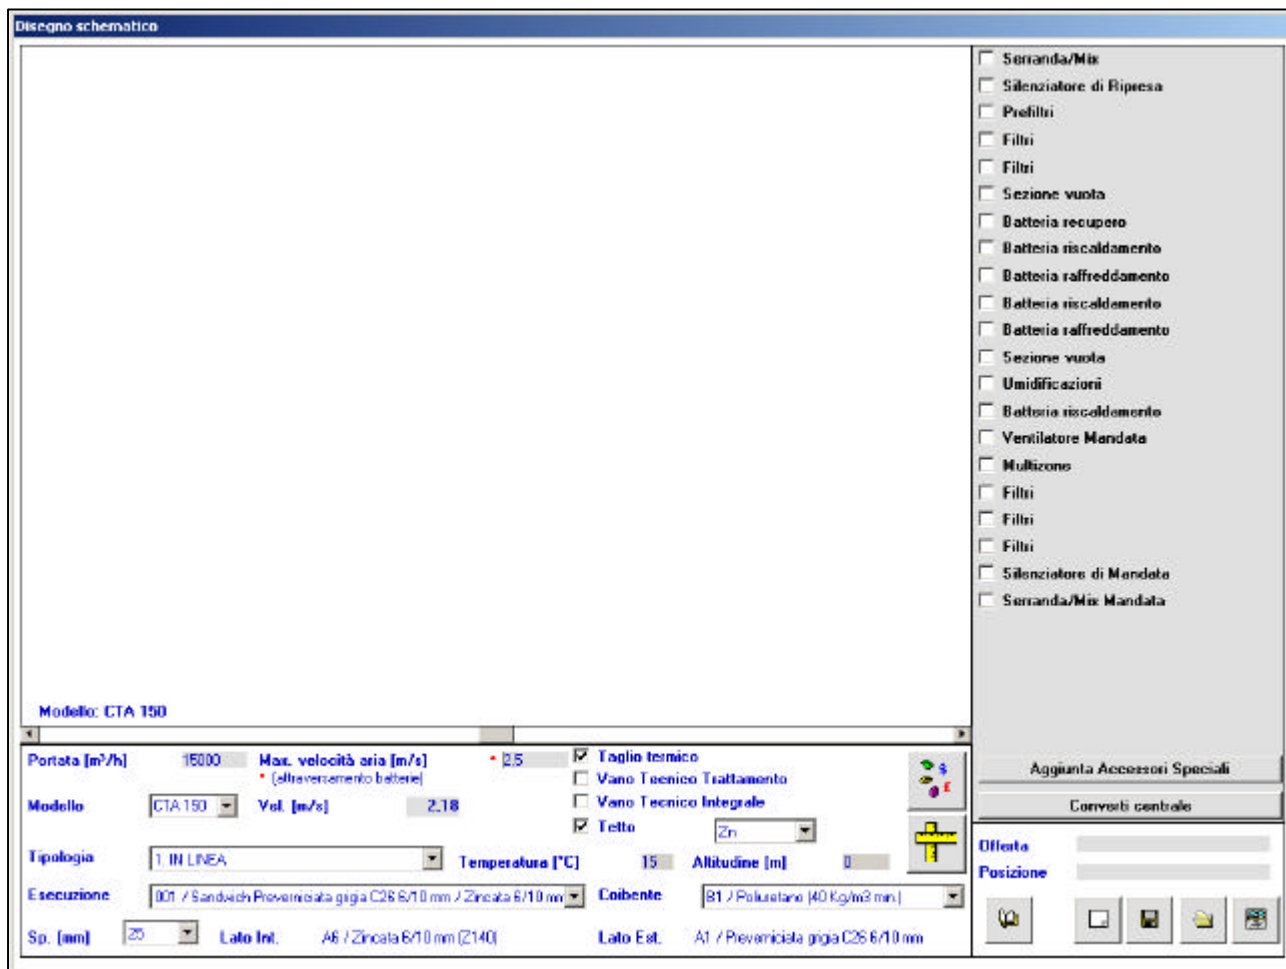 Disegno schematico
Serranda/Mix
Silenziatore di Ripresa
Prefiltri
Filtri
Filtri
Sezione vuota
Batteria recupero
Batteria riscaldamento
Batteria raffreddamento
Batteria riscaldamento
Batteria raffreddamento
Sezione vuota
Umidificazioni
Batteria riscaldamento
Ventilatore Mandata
Multizone
Filtri
Filtri
Filtri
Silenziatore di Mandata
Serranda/Mix Mandata
Modello: CTA 150
Portata [m³/h] 15000 Max. velocità aria [m/s] * 2,5 Taglio termico
* (attraversamento batterie) Vano Tecnico Trattamento
Modello CTA 150 Vel. [m/s] 2,18 Vano Tecnico Integrale
Tetto Zn
Tipologia 1. IN LINEA Temperatura [°C] 15 Altitudine [m] 0
Esecuzione 001 / Sandwich Preverniciata grigia C26 6/10 mm / Zincata 6/10 mm Coibente B1 / Poliuretano (40 Kg/m3 min.)
Sp. [mm] 25 Lato Int. A6 / Zincata 6/10 mm (Z140) Lato Est. A1 / Preverniciata grigia C26 6/10 mm
Aggiunta Accessori Speciali
Converti centrale
Offerta
Posizione